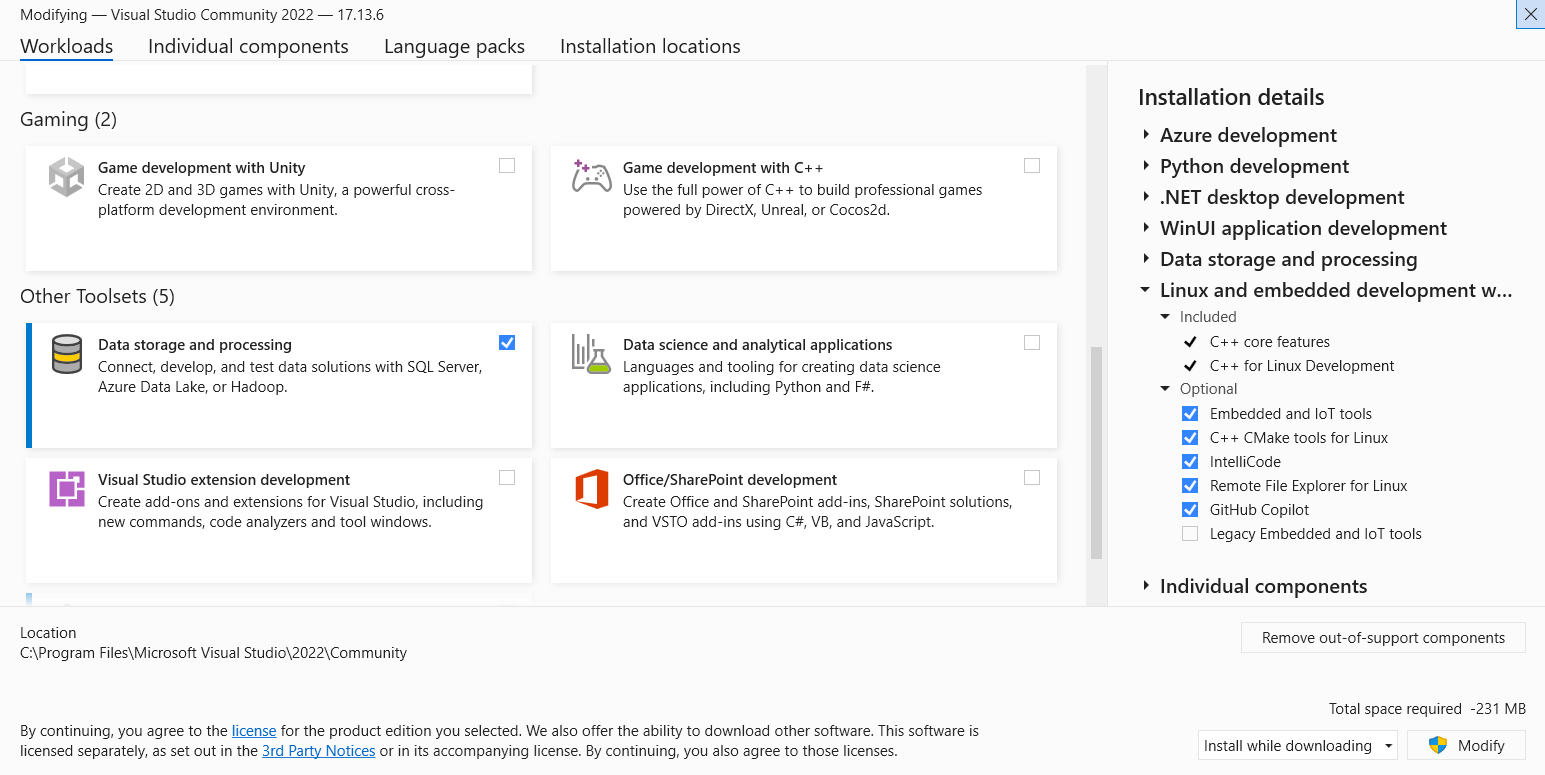 Modifying — Visual Studio Community 2022 — 17.13.6
Workloads Individual components Language packs Installation locations
Gaming (2)
Game development with Unity
Create 2D and 3D games with Unity, a powerful cross-
platform development environment.
Game development with C++
Use the full power of C++ to build professional games
powered by DirectX, Unreal, or Cocos2d.
Other Toolsets (5)
Data storage and processing
Connect, develop, and test data solutions with SQL Server,
Azure Data Lake, or Hadoop.
Data science and analytical applications
Languages and tooling for creating data science
applications, including Python and F#.
Visual Studio extension development
Create add-ons and extensions for Visual Studio, including
new commands, code analyzers and tool windows.
Office/SharePoint development
Create Office and SharePoint add-ins, SharePoint solutions,
and VSTO add-ins using C#, VB, and JavaScript.
Installation details
Azure development
Python development
.NET desktop development
WinUI application development
Data storage and processing
Linux and embedded development w...
Included
C++ core features
C++ for Linux Development
Optional
Embedded and IoT tools
C++ CMake tools for Linux
IntelliCode
Remote File Explorer for Linux
GitHub Copilot
Legacy Embedded and IoT tools
Individual components
Location
C:\Program Files\Microsoft Visual Studio\2022\Community
Remove out-of-support components
Total space required -231 MB
By continuing, you agree to the license for the product edition you selected. We also offer the ability to download other software. This software is
licensed separately, as set out in the 3rd Party Notices or in its accompanying license. By continuing, you also agree to those licenses.
Install while downloading
Modify